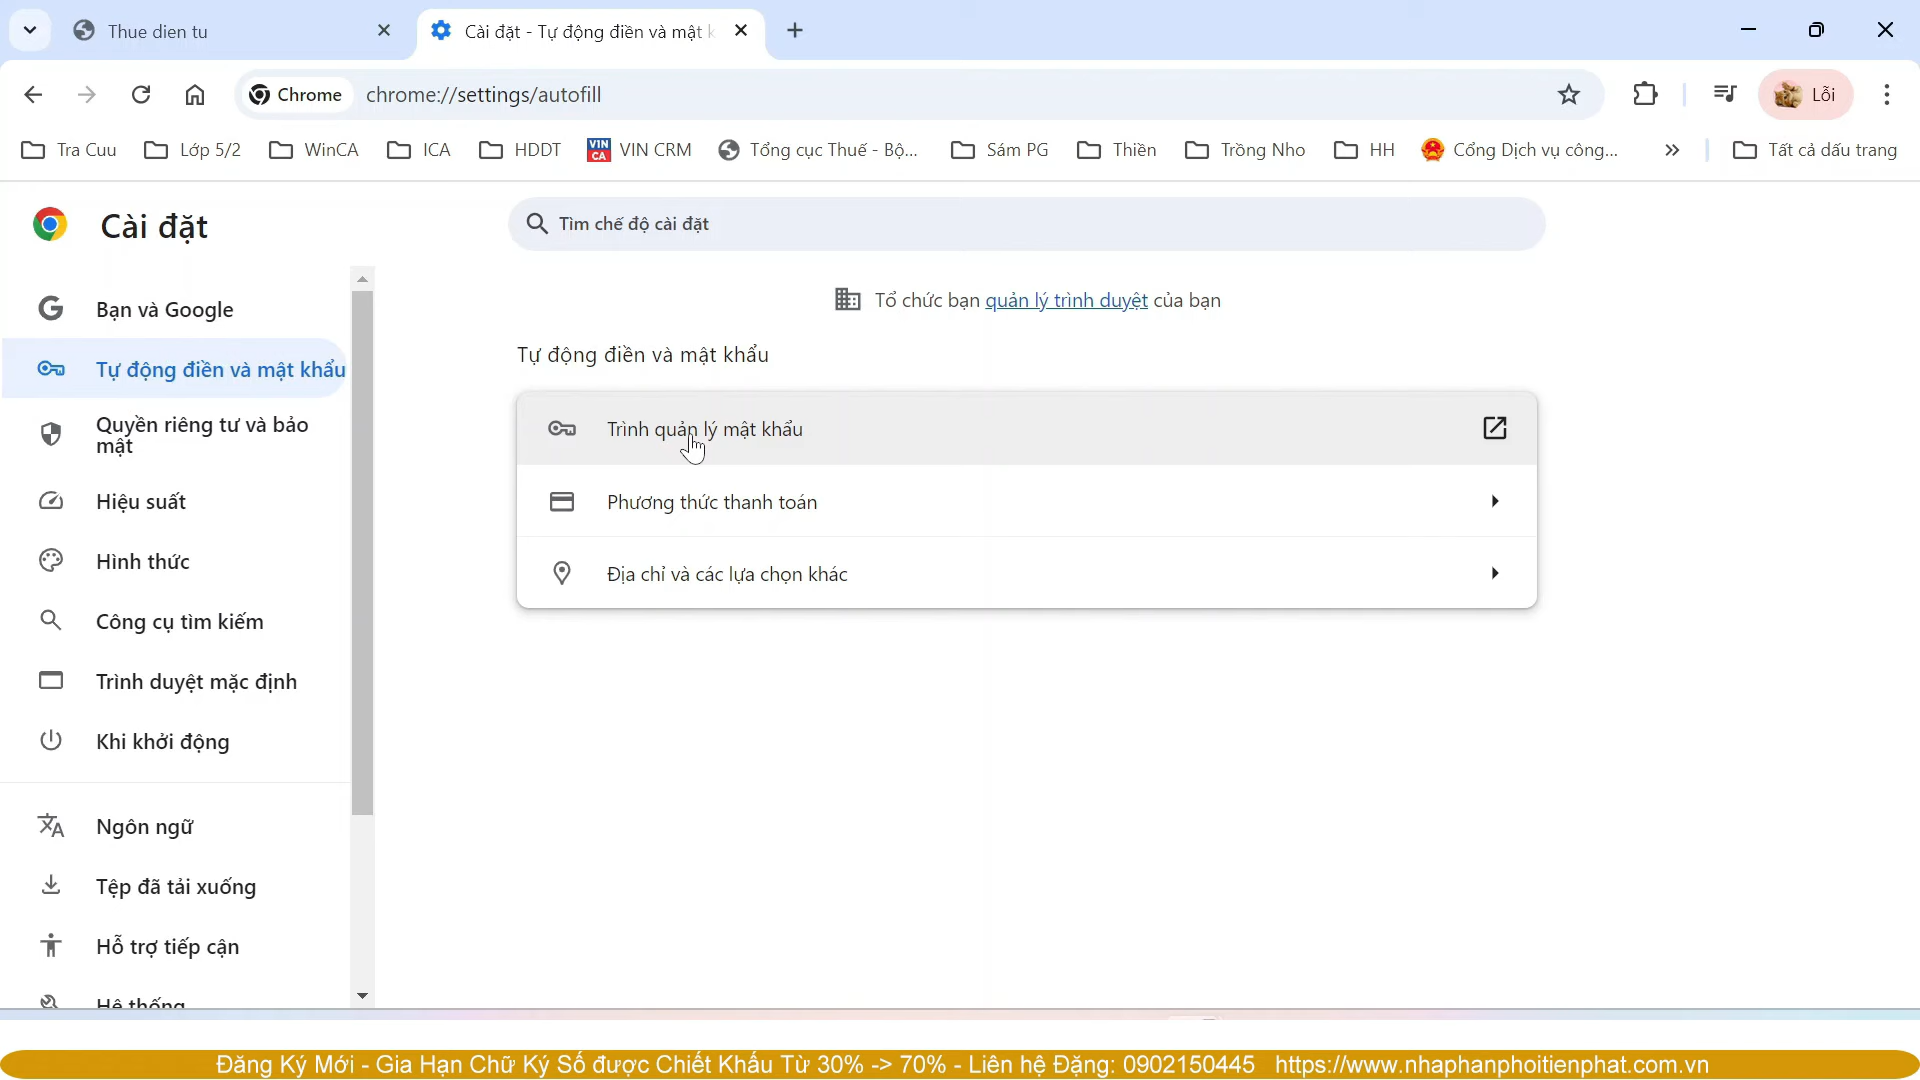 Thue dien tu
Cài đặt - Tự động điền và mật k
Chrome
chrome://settings/autofill
Lỗi
Tra Cuu
Lớp 5/2
WinCA
ICA
HDDT
VIN CA
VIN CRM
Tổng cục Thuế - Bộ...
Sám PG
Thiền
Trồng Nho
HH
Cổng Dịch vụ công...
Tất cả dấu trang
Cài đặt
Tìm chế độ cài đặt
Tổ chức bạn quản lý trình duyệt của bạn
Bạn và Google
Tự động điền và mật khẩu
Quyền riêng tư và bảo
mật
Hiệu suất
Hình thức
Công cụ tìm kiếm
Trình duyệt mặc định
Khi khởi động
Ngôn ngữ
Tệp đã tải xuống
Hỗ trợ tiếp cận
Hệ thống
Tự động điền và mật khẩu
Trình quản lý mật khẩu
Phương thức thanh toán
Địa chỉ và các lựa chọn khác
Đăng Ký Mới - Gia Hạn Chữ Ký Số được Chiết Khấu Từ 30% -> 70% - Liên hệ Đặng: 0902150445 https://www.nhaphanphoitienphat.com.vn